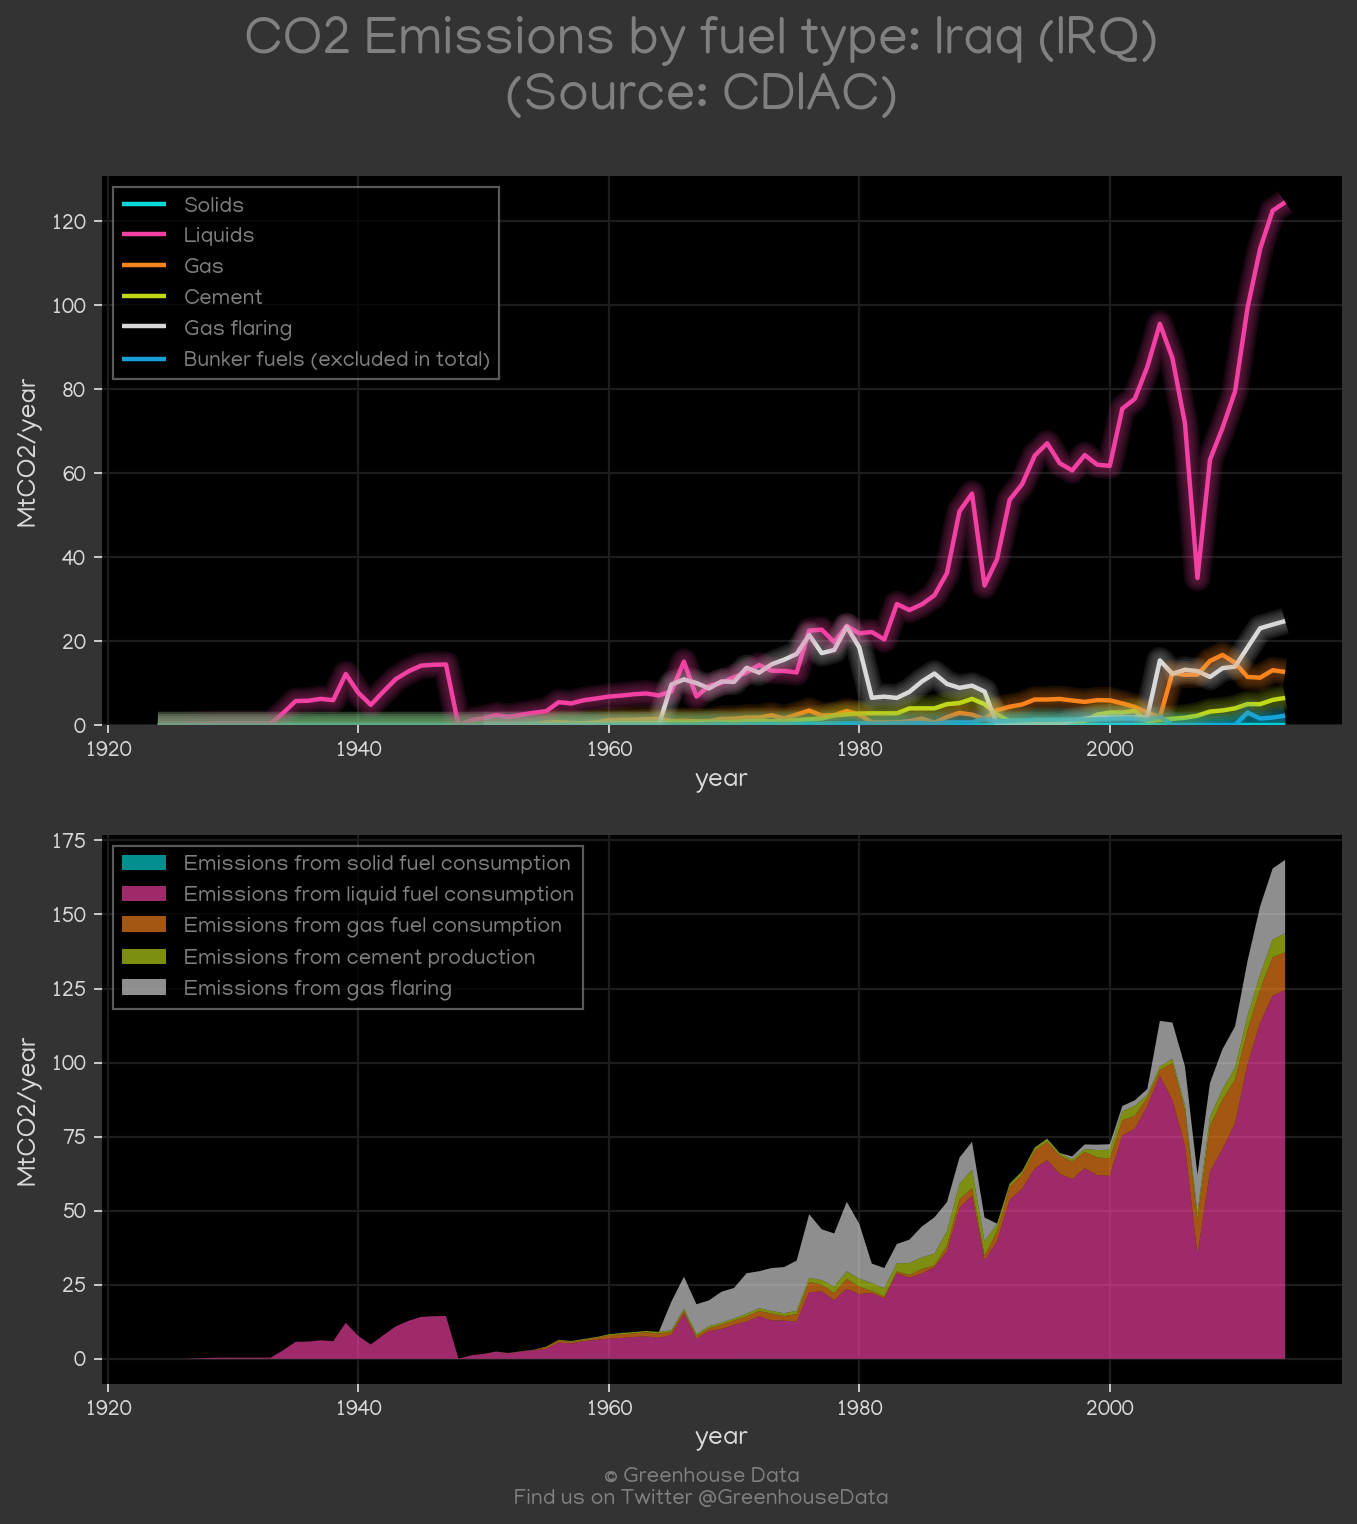 CO2 Emissions by fuel type: Iraq (IRQ)
(Source: CDIAC)
Solids
Liquids
Gas
Cement
Gas flaring
Bunker fuels (excluded in total)
120
100
80
60
40
20
0
MtCO2/year
1920 1940 1960 1980 2000
year
175
150
125
100
75
50
25
0
MtCO2/year
Emissions from solid fuel consumption
Emissions from liquid fuel consumption
Emissions from gas fuel consumption
Emissions from cement production
Emissions from gas flaring
1920 1940 1960 1980 2000
year
© Greenhouse Data
Find us on Twitter @GreenhouseData